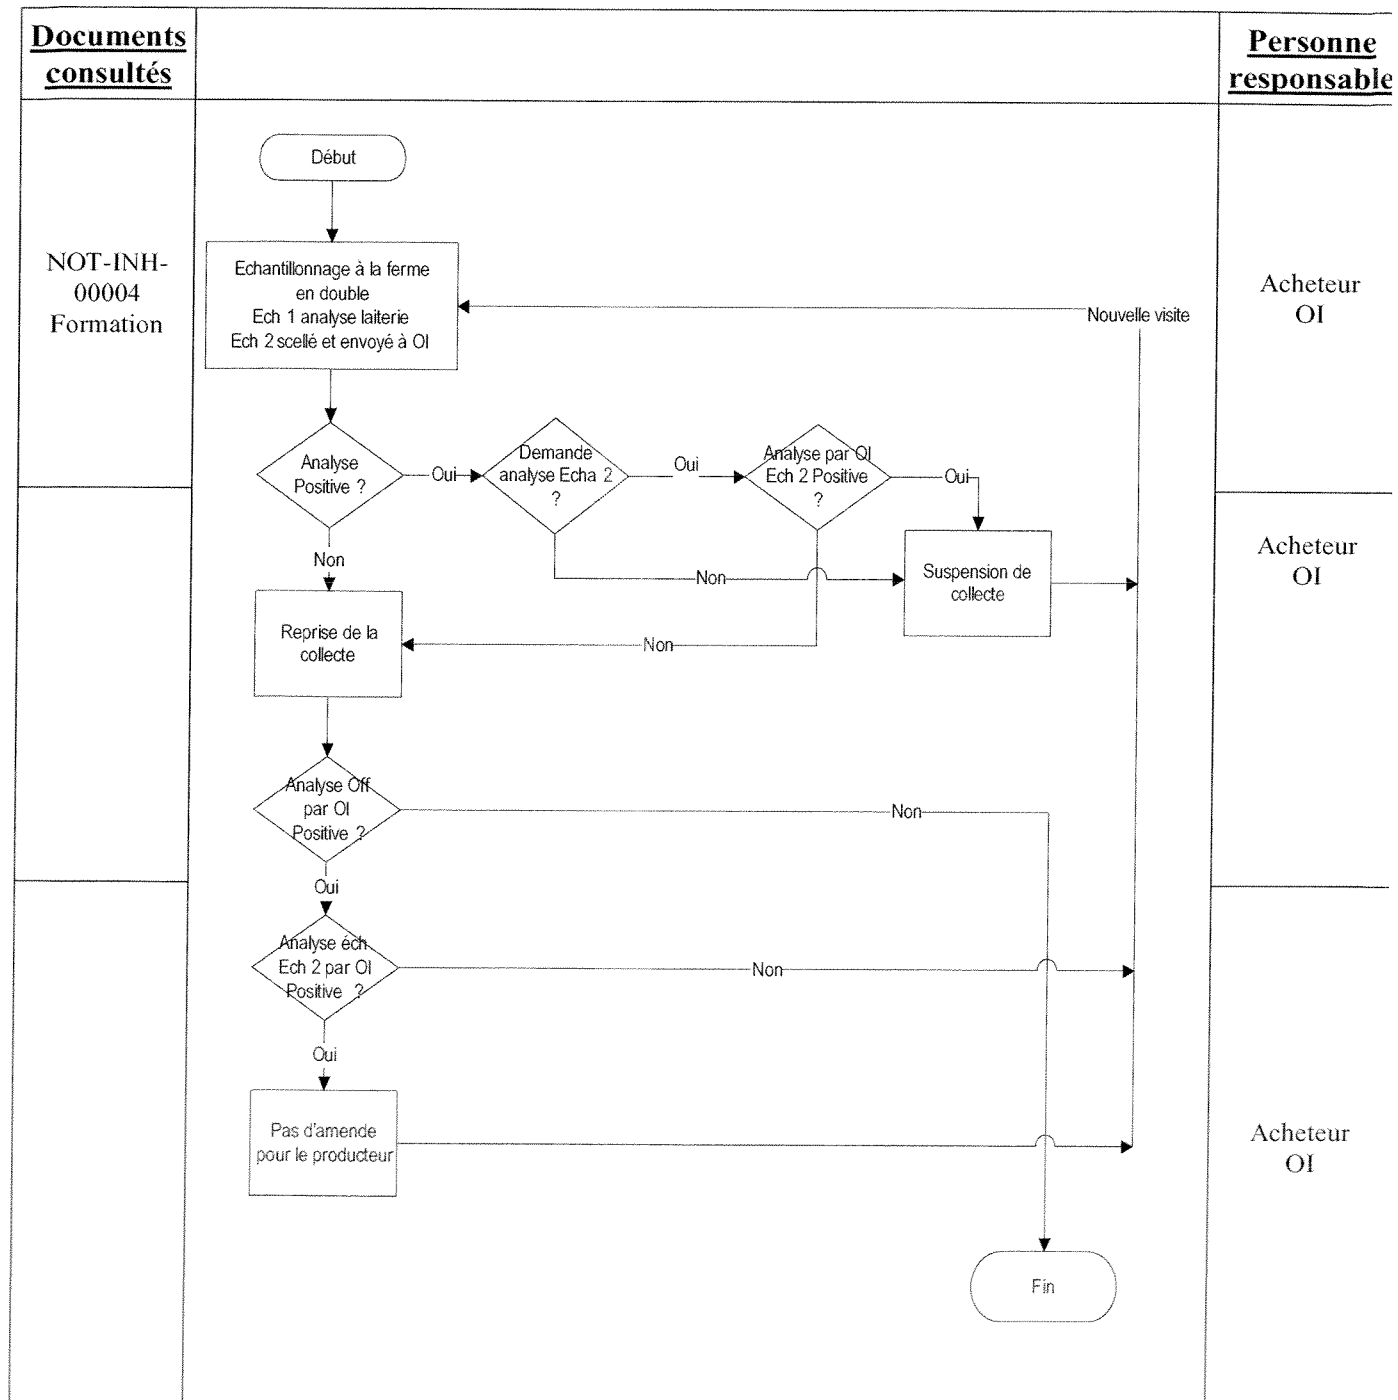 Documents
consultés
Personne
responsable
Début
NOT-INH-
00004
Formation
Echantillonnage à la ferme
en double
Ech 1 analyse laiterie
Ech 2 scellé et envoyé à OI
Nouvelle visite
Acheteur
OI
Analyse
Positive ?
Oui
Demande
analyse Echa 2
?
Oui
Analyse par OI
Ech 2 Positive
?
Oui
Non
Non
Suspension de
collecte
Acheteur
OI
Reprise de la
collecte
Non
Analyse Off
par OI
Positive ?
Non
Oui
Analyse éch
Ech 2 par OI
Positive ?
Non
Oui
Pas d'amende
pour le producteur
Acheteur
OI
Fin